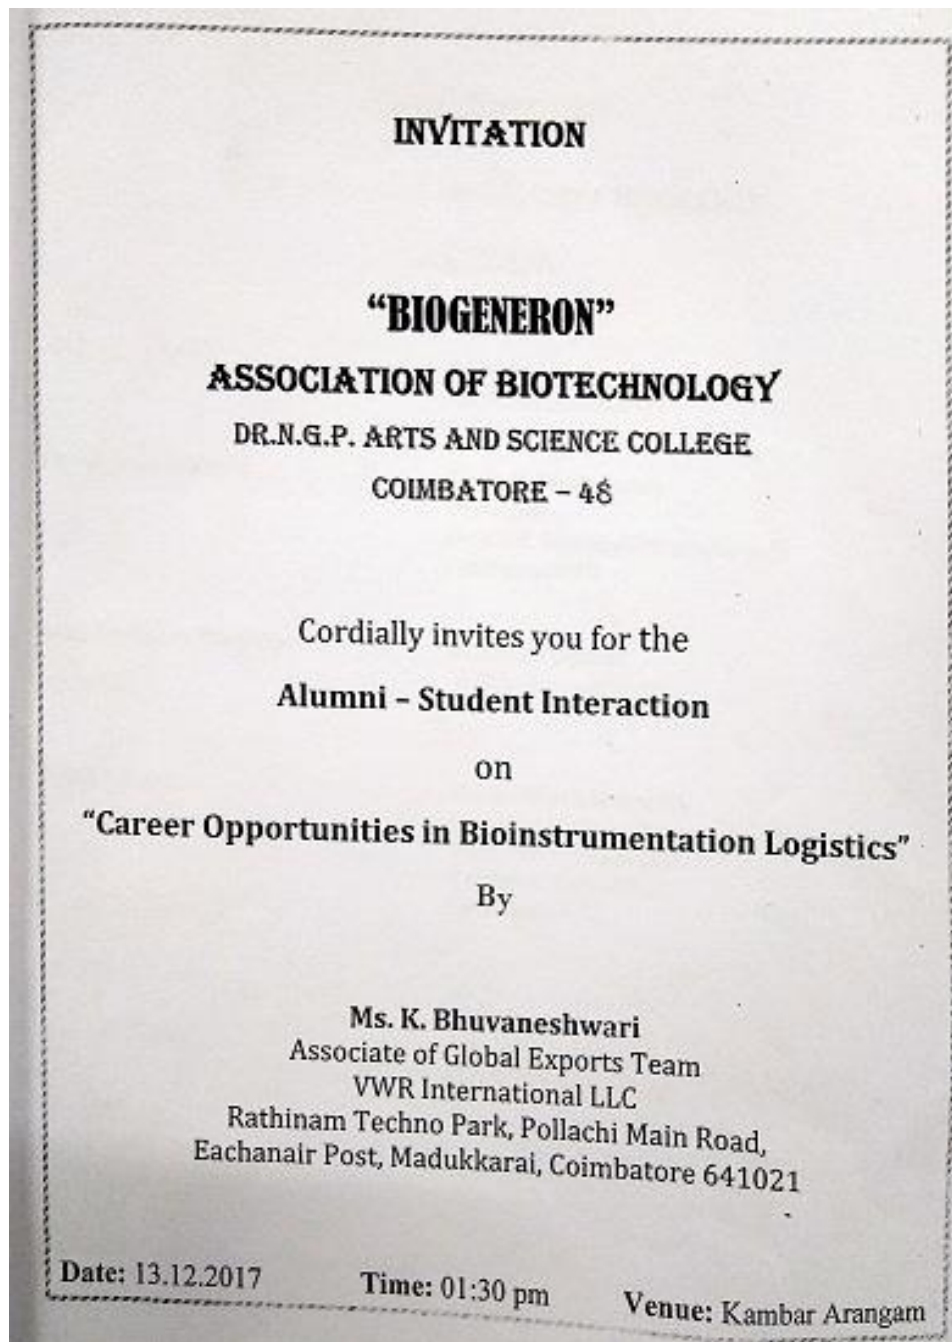 INVITATION
“BIOGENERON”
ASSOCIATION OF BIOTECHNOLOGY
DR.N.G.P. ARTS AND SCIENCE COLLEGE
COIMBATORE – 48
Cordially invites you for the
Alumni – Student Interaction
on
“Career Opportunities in Bioinstrumentation Logistics”
By
Ms. K. Bhuvaneshwari
Associate of Global Exports Team
VWR International LLC
Rathinam Techno Park, Pollachi Main Road,
Eachanair Post, Madukkarai, Coimbatore 641021
Date: 13.12.2017 Time: 01:30 pm Venue: Kambar Arangam